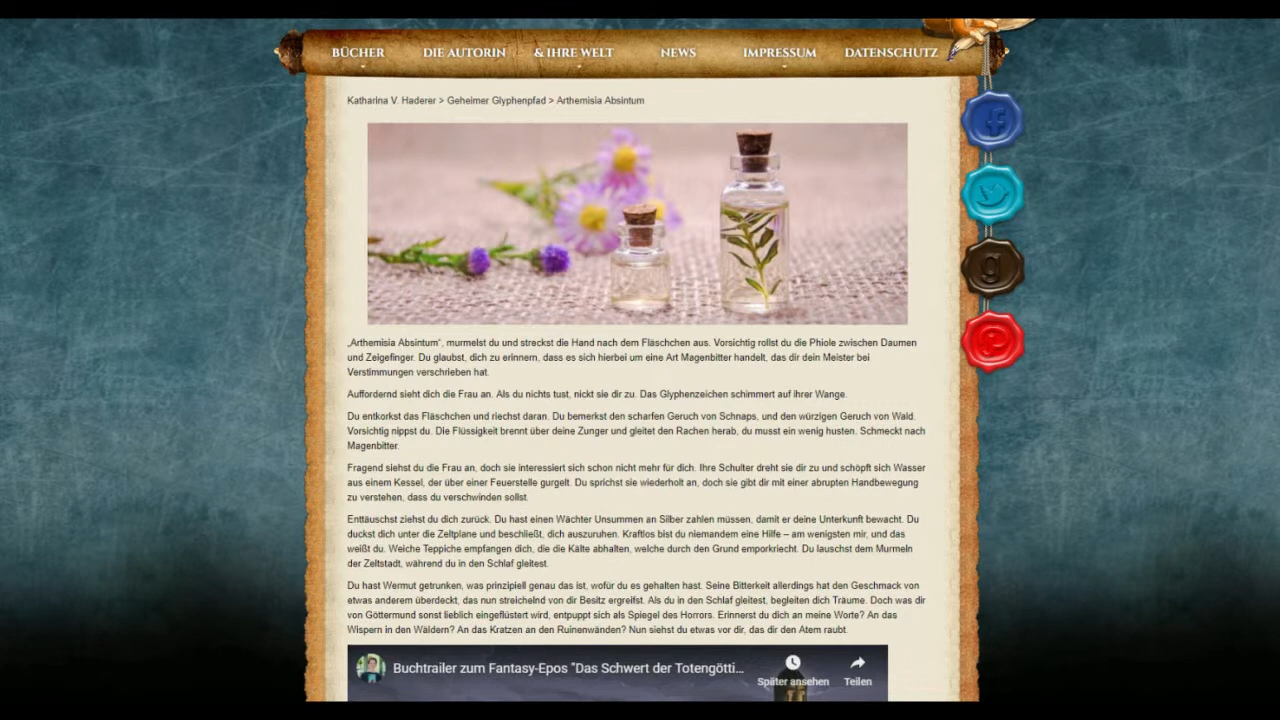 BÜCHER DIE AUTORIN & IHRE WELT NEWS IMPRESSUM DATENSCHUTZ
Katharina V. Haderer > Geheimer Glyphenpfad > Arthemisia Absintum
„Arthemisia Absintum“, murmelst du und streckst die Hand nach dem Fläschchen aus. Vorsichtig rollst du die Phiole zwischen Daumen
und Zeigefinger. Du glaubst, dich zu erinnern, dass es sich hierbei um eine Art Magenbitter handelt, das dir dein Meister bei
Verstimmungen verschrieben hat.
Auffordernd sieht dich die Frau an. Als du nichts tust, nickt sie dir zu. Das Glyphenzeichen schimmert auf ihrer Wange.
Du entkorkst das Fläschchen und riechst daran. Du bemerkst den scharfen Geruch von Schnaps, und den würzigen Geruch von Wald.
Vorsichtig nippst du. Die Flüssigkeit brennt über deine Zunger und gleitet den Rachen herab, du musst ein wenig husten. Schmeckt nach
Magenbitter.
Fragend siehst du die Frau an, doch sie interessiert sich schon nicht mehr für dich. Ihre Schulter dreht sie dir zu und schöpft sich Wasser
aus einem Kessel, der über einer Feuerstelle gurgelt. Du sprichst sie wiederholt an, doch sie gibt dir mit einer abrupten Handbewegung
zu verstehen, dass du verschwinden sollst.
Enttäuschst ziehst du dich zurück. Du hast einen Wächter Unsummen an Silber zahlen müssen, damit er deine Unterkunft bewacht. Du
duckst dich unter die Zeltplane und beschließt, dich auszuruhen. Kraftlos bist du niemandem eine Hilfe – am wenigsten mir, und das
weißt du. Weiche Teppiche empfangen dich, die die Kälte abhalten, welche durch den Grund emporkriecht. Du lauschst dem Murmeln
der Zeltstadt, während du in den Schlaf gleitest.
Du hast Wermut getrunken, was prinzipiell genau das ist, wofür du es gehalten hast. Seine Bitterkeit allerdings hat den Geschmack von
etwas anderem überdeckt, das nun streichelnd von dir Besitz ergreifst. Als du in den Schlaf gleitest, begleiten dich Träume. Doch was dir
von Göttermund sonst lieblich eingeflüstert wird, entpuppt sich als Spiegel des Horrors. Erinnerst du dich an meine Worte? An das
Wispern in den Wäldern? An das Kratzen an den Ruinenwänden? Nun siehst du etwas vor dir, das dir den Atem raubt.
Buchtrailer zum Fantasy-Epos "Das Schwert der Totengötti...
Später ansehen Teilen